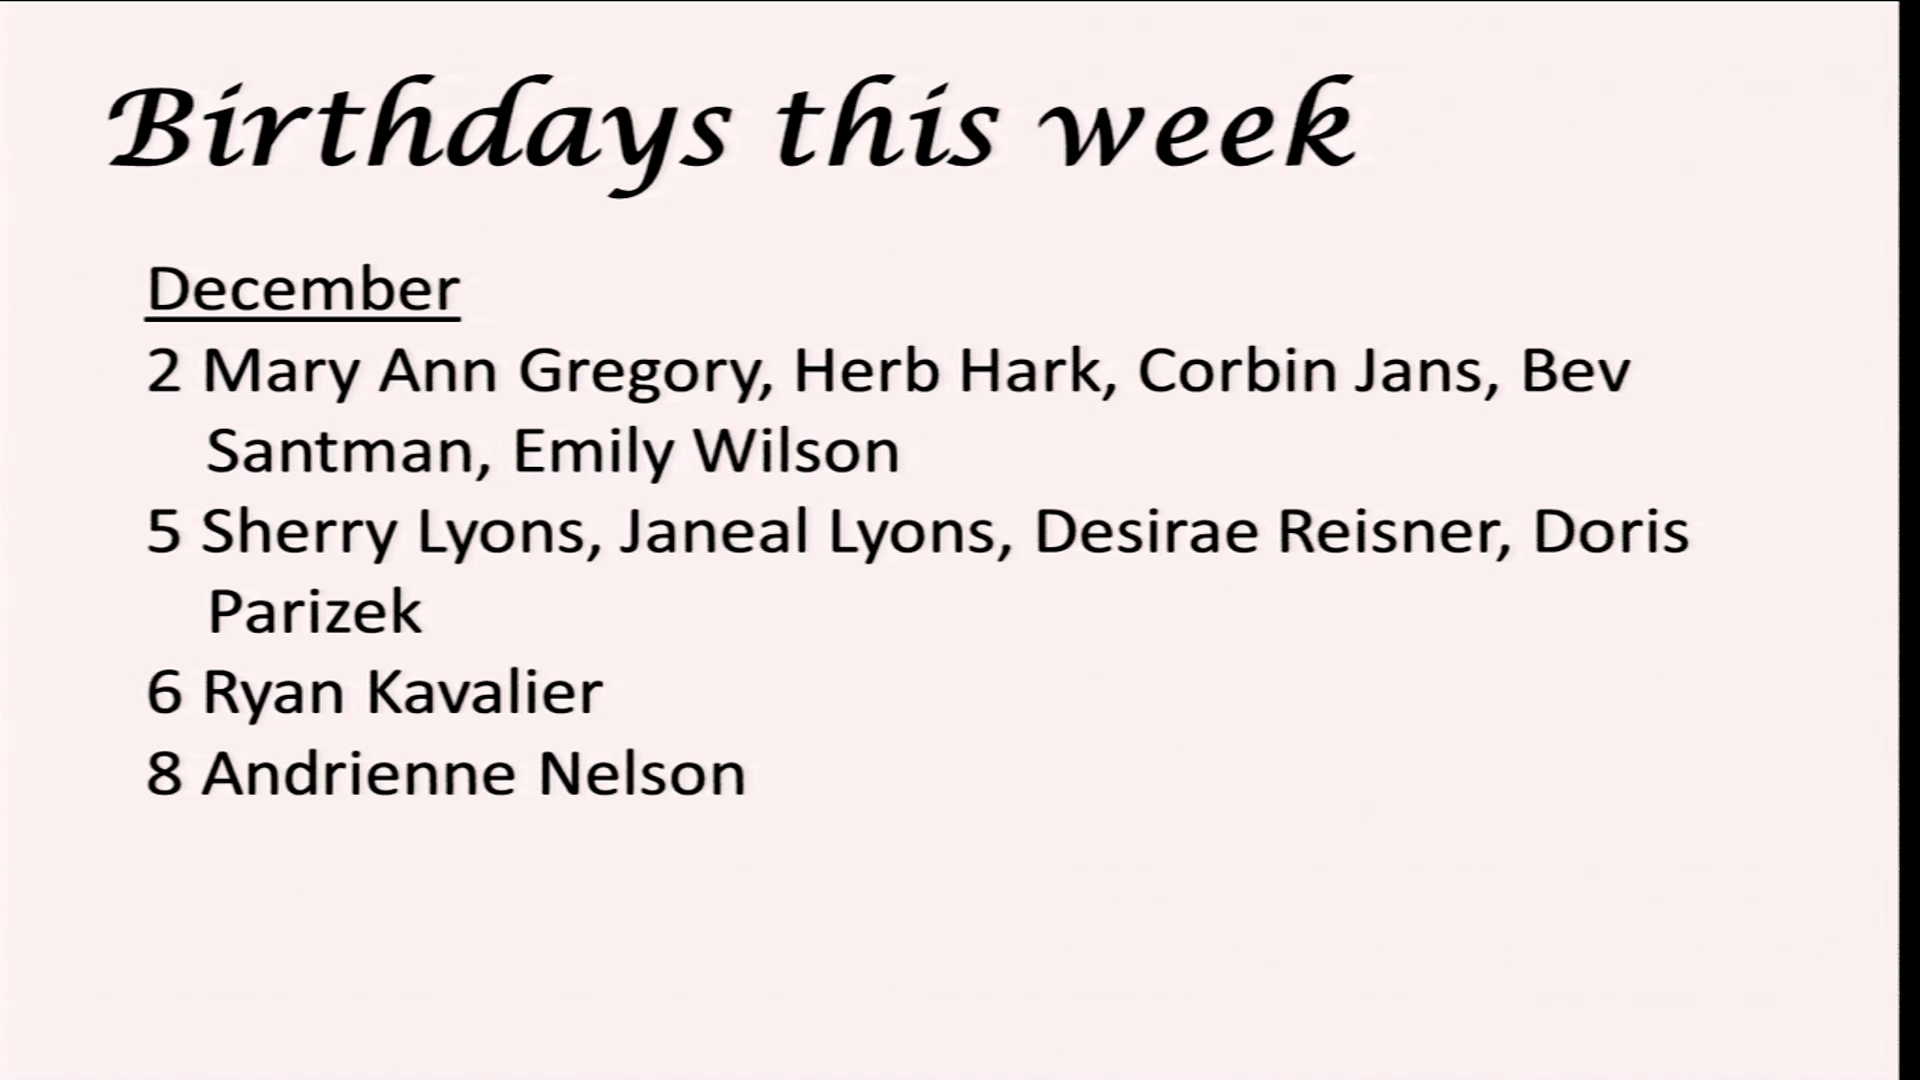 Birthdays this week
December
2 Mary Ann Gregory, Herb Hark, Corbin Jans, Bev
Santman, Emily Wilson
5 Sherry Lyons, Janeal Lyons, Desirae Reisner, Doris
Parizek
6 Ryan Kavalier
8 Andrienne Nelson